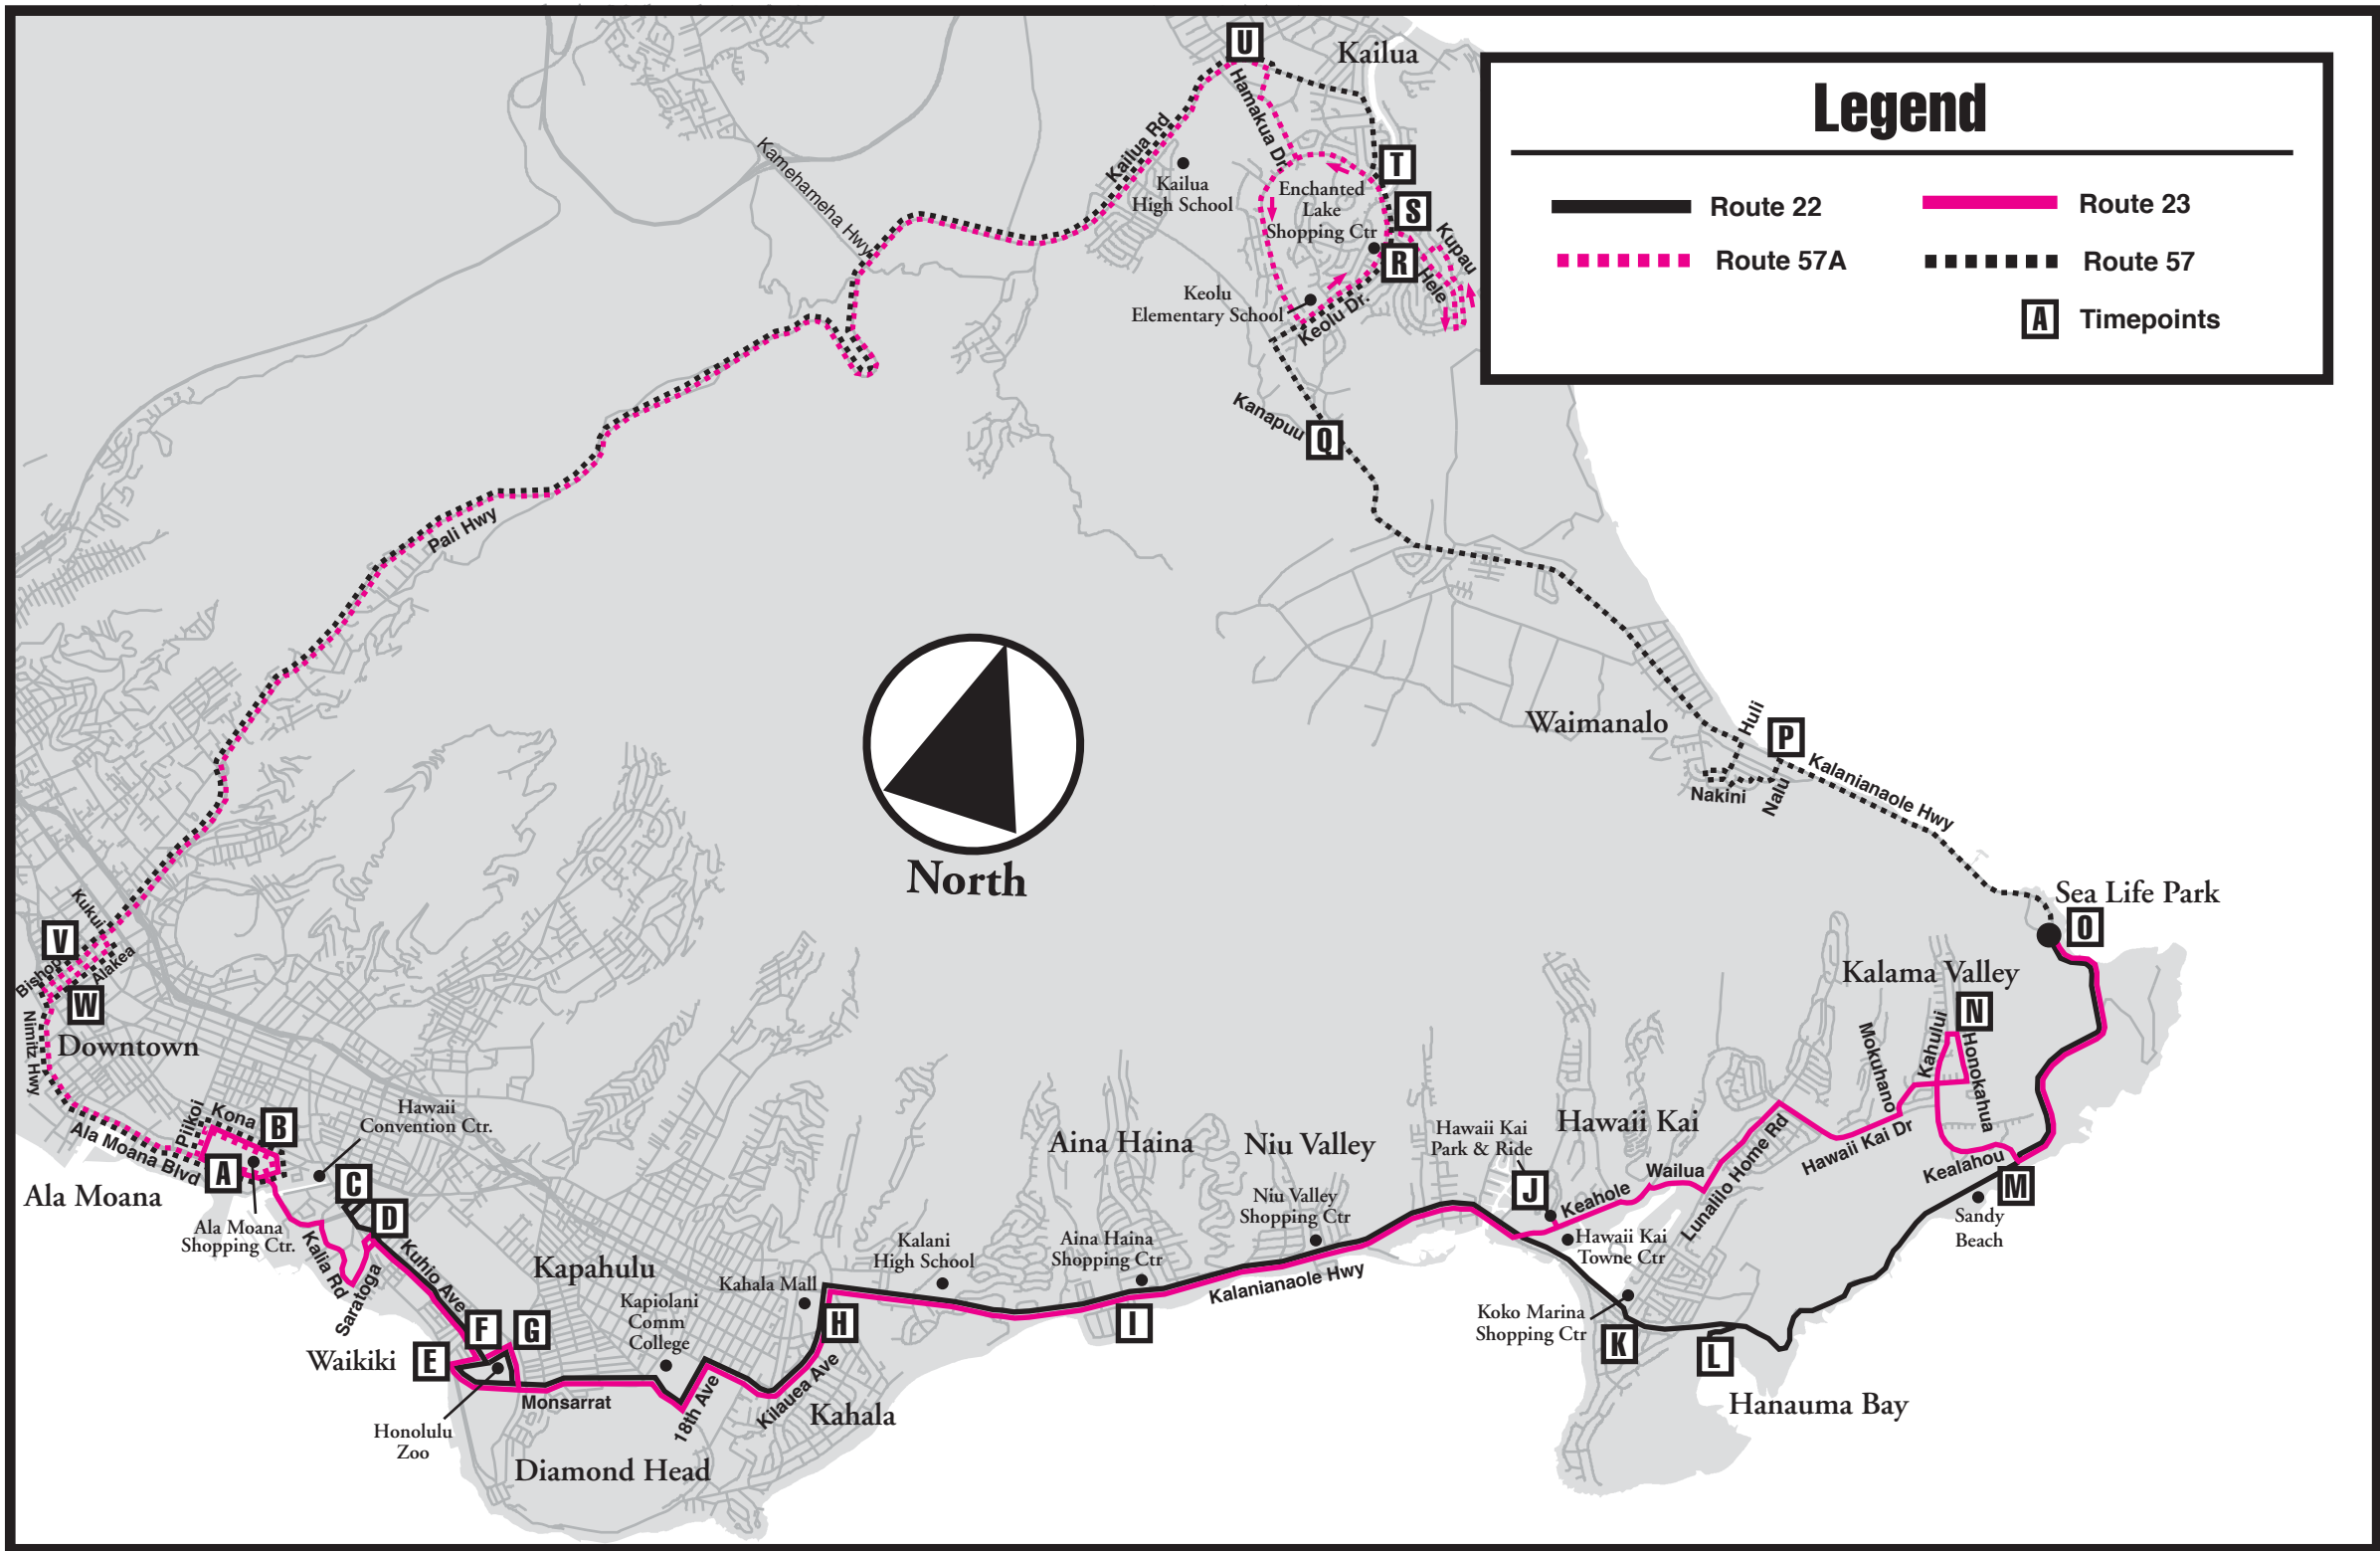 U
Kailua
Legend
Route 22
Route 23
Route 57A
Route 57
A
Timepoints
Hamakua Dr.
Kailua Rd
Kamehameha Hwy
Kailua
High School
T
Enchanted
Lake
Shopping Ctr
S
Kupau
R
Hele
Keolu
Elementary School
Keolu Dr.
Kanapuu
Q
Pali Hwy
North
Waimanalo
Huli
P
Kalanianaole Hwy
Nakini
Nalu
Sea Life Park
O
Kukui
V
Bishop
Alakea
W
Nimitz Hwy
Downtown
Kalama Valley
N
Kahului
Honokahua
Mokuhano
Hawaii
Convention Ctr.
Piikoi
Kona
B
Ala Moana Blvd
A
Ala Moana
C
D
Ala Moana
Shopping Ctr.
Kalia Rd
Saratoga
Kuhio Ave
Kapahulu
Kahala Mall
Kalani
High School
Aina Haina
Aina Haina
Shopping Ctr
Niu Valley
Niu Valley
Shopping Ctr
Hawaii Kai
Park & Ride
Hawaii Kai
J
Keahole
Wailua
Lunalilo Home Rd
Hawaii Kai Dr
Kealahou
M
Sandy
Beach
Hawaii Kai
Towne Ctr
Kalanianaole Hwy
Koko Marina
Shopping Ctr
K
L
Hanauma Bay
I
H
Kapiolani
Comm
College
F
G
Waikiki
E
Monsarrat
18th Ave
Kilauea Ave
Kahala
Honolulu
Zoo
Diamond Head